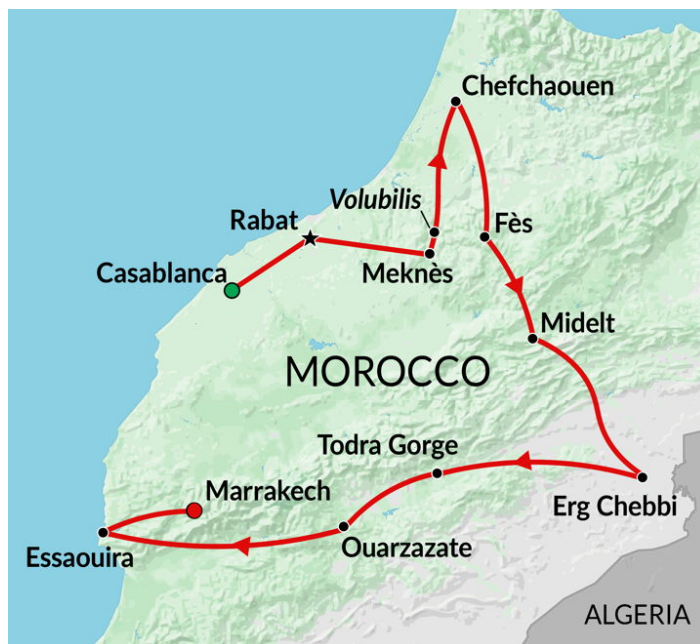 Chefchaouen
Volubilis
Rabat
Fès
Casablanca
Meknès
Midelt
MOROCCO
Todra Gorge
Marrakech
Erg Chebbi
Ouarzazate
Essaouira
ALGERIA